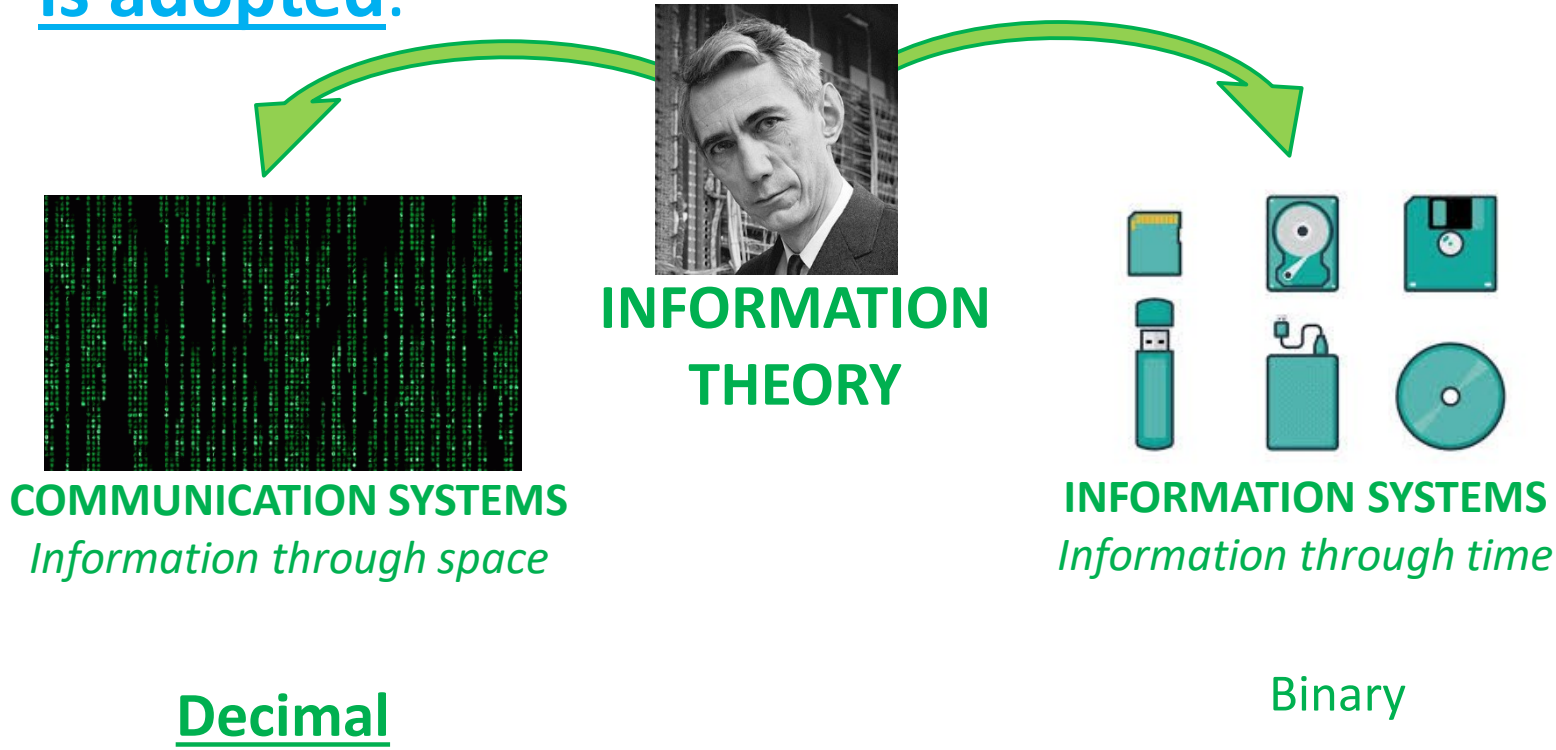 is adopted.
INFORMATION
THEORY
COMMUNICATION SYSTEMS
Information through space
INFORMATION SYSTEMS
Information through time
Decimal
Binary